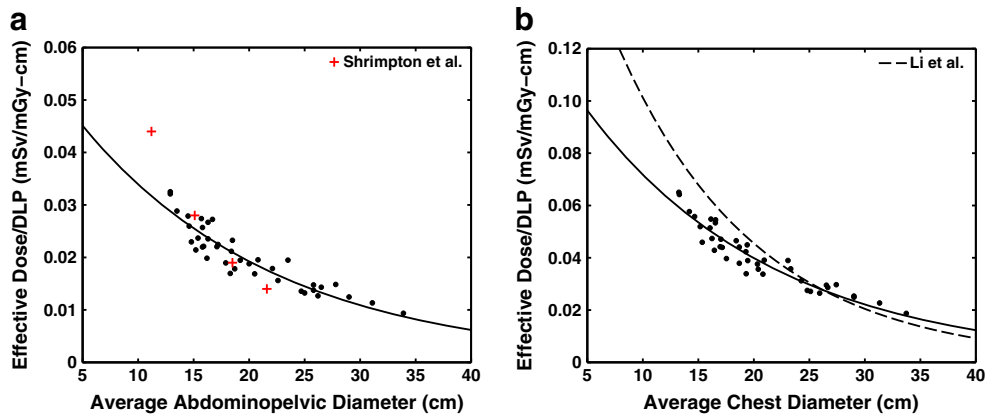 a
0.06
0.05
0.04
0.03
0.02
0.01
0
Effective Dose/DLP (mSv/mGy−cm)
+ Shrimpton et al.
5 10 15 20 25 30 35 40
Average Abdominopelvic Diameter (cm)
b
0.12
0.10
0.08
0.06
0.04
0.02
0
Effective Dose/DLP (mSv/mGy−cm)
Li et al.
5 10 15 20 25 30 35 40
Average Chest Diameter (cm)